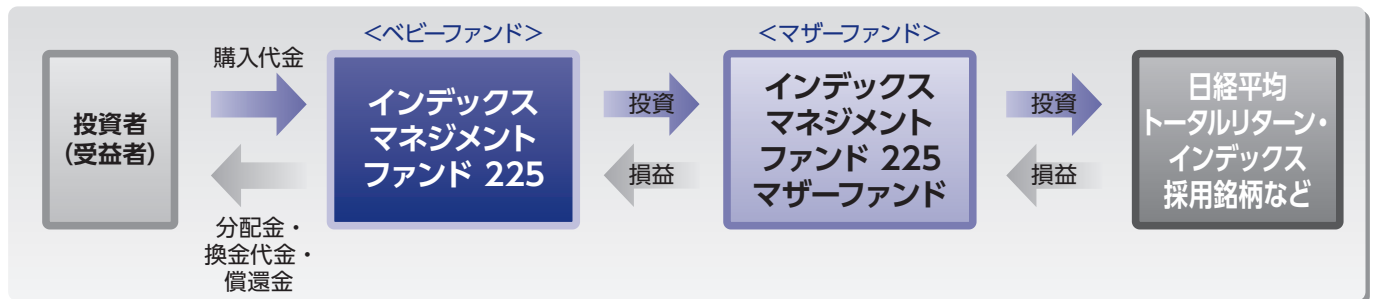 <ベビーファンド>
<マザーファンド>
投資者
(受益者)
購入代金
分配金・
換金代金・
償還金
インデックス
マネジメント
ファンド 225
投資
損益
インデックス
マネジメント
ファンド 225
マザーファンド
投資
損益
日経平均
トータルリターン・
インデックス
採用銘柄など